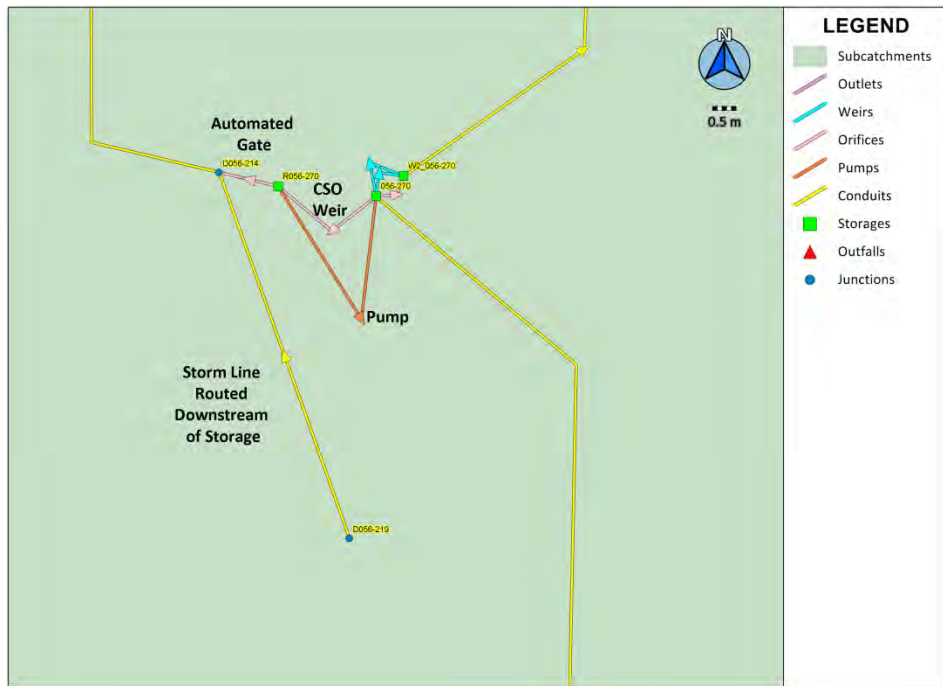 Automated
Gate
D056-214
R056-270
CSO
Weir
W2_056-270
056-270
Pump
Storm Line
Routed
Downstream
of Storage
D056-219
N
0.5 m
LEGEND
Subcatchments
Outlets
Weirs
Orifices
Pumps
Conduits
Storages
Outfalls
Junctions